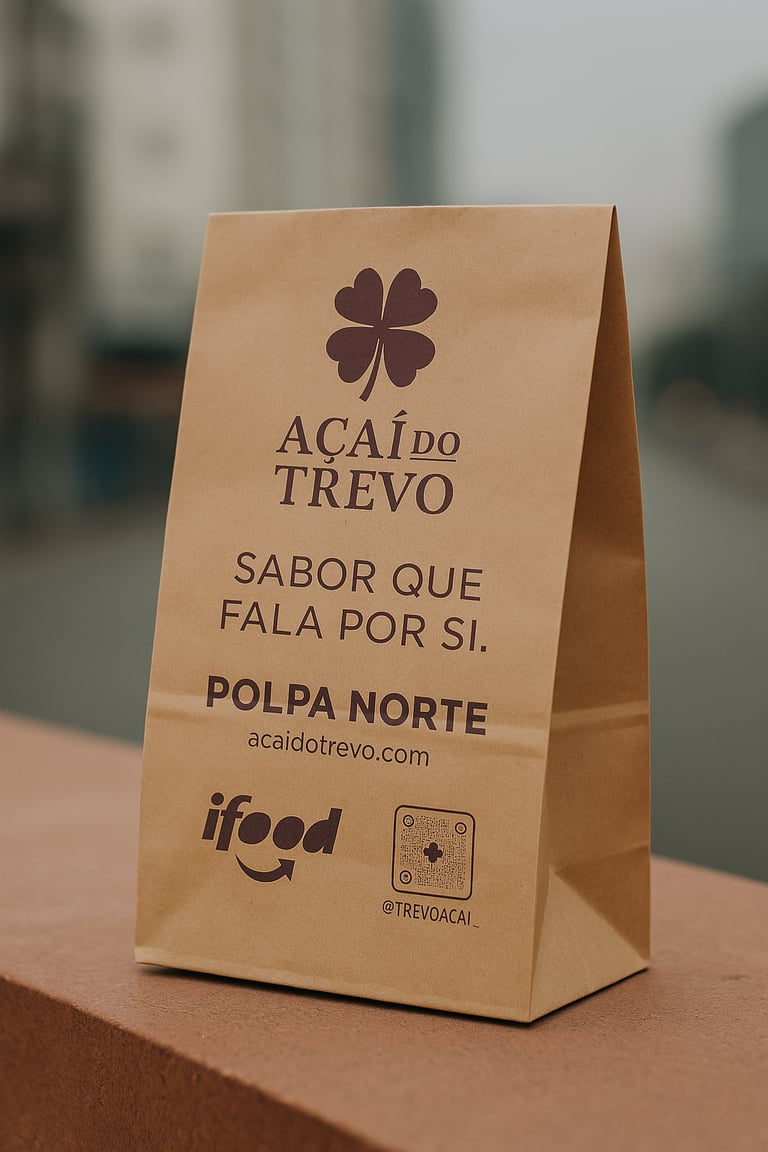 AÇAÍ DO
TREVO
SABOR QUE
FALA POR SI.
POLPA NORTE
acaidotrevo.com
ifood
@TREVOACAI_